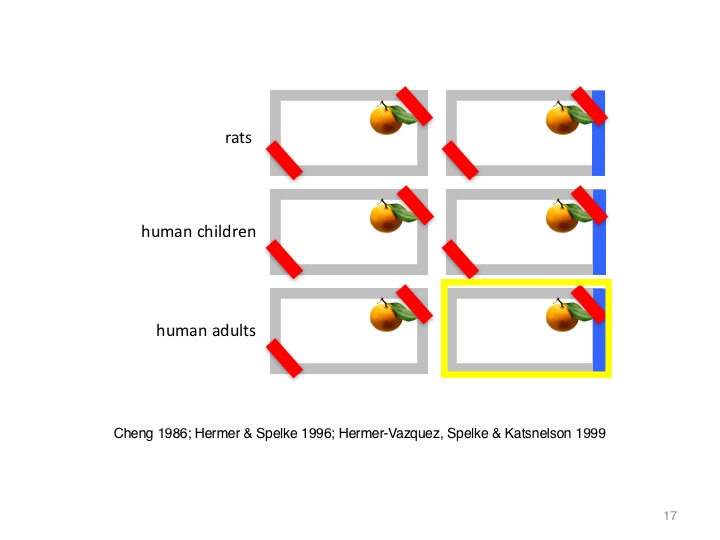 rats
human children
human adults
Cheng 1986; Hermer & Spelke 1996; Hermer-Vazquez, Spelke & Katsnelson 1999
17